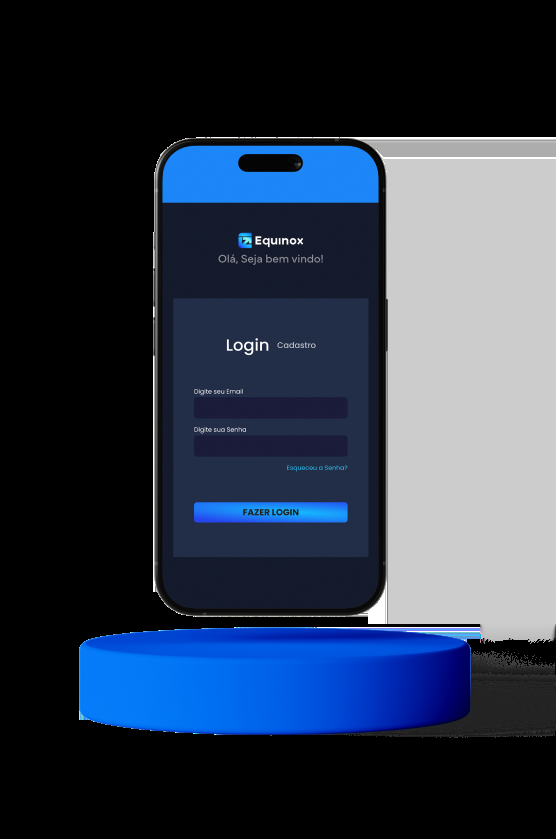 Equinox
Olá, Seja bem vindo!
Login Cadastro
Digite seu Email
Digite sua Senha
Esqueceu a Senha?
FAZER LOGIN